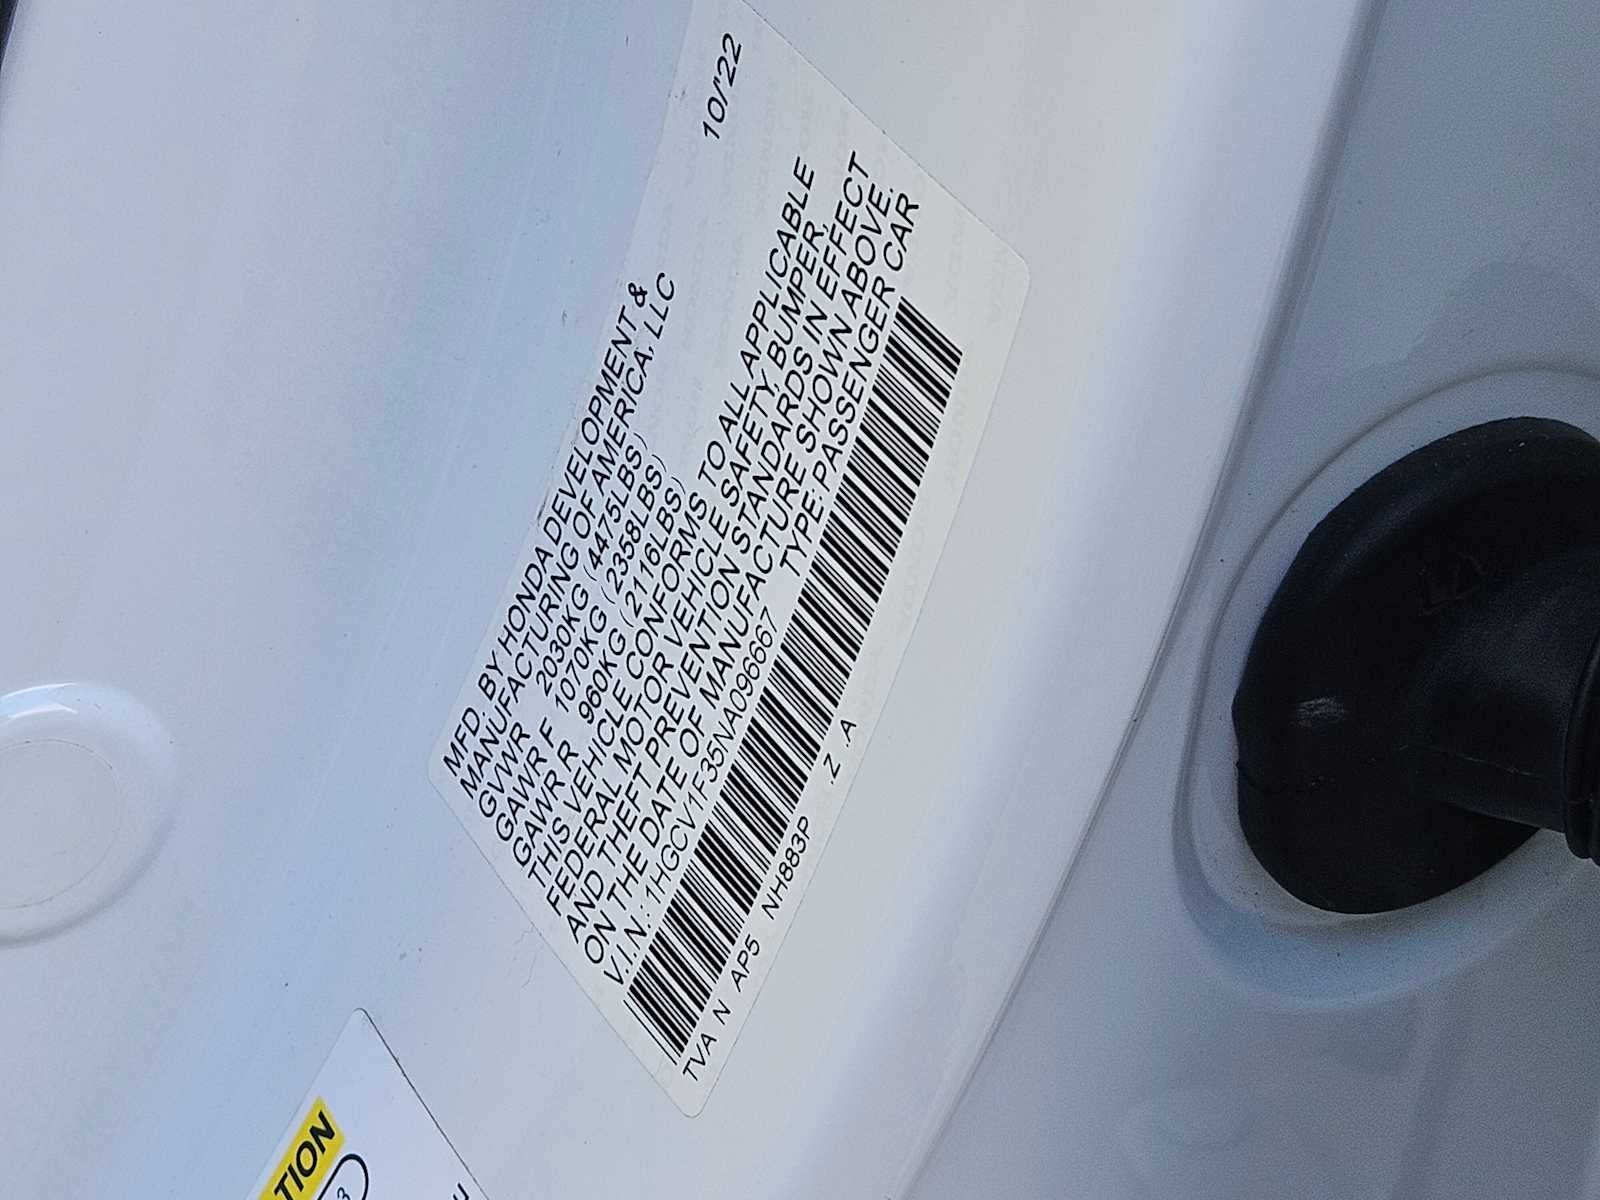 MFD. BY HONDA DEVELOPMENT &
MANUFACTURING OF AMERICA, LLC 10/'22
GVWR 2030KG (4475LBS)
GAWR F 1070KG (2358LBS)
GAWR R 960KG (2116LBS)
THIS VEHICLE CONFORMS TO ALL APPLICABLE
FEDERAL MOTOR VEHICLE SAFETY, BUMPER,
AND THEFT PREVENTION STANDARDS IN EFFECT
ON THE DATE OF MANUFACTURE SHOWN ABOVE.
V.I.N.: 1HGCV1F35NA096667 TYPE: PASSENGER CAR
TVA N AP5 NH883P .Z .A
TION
3